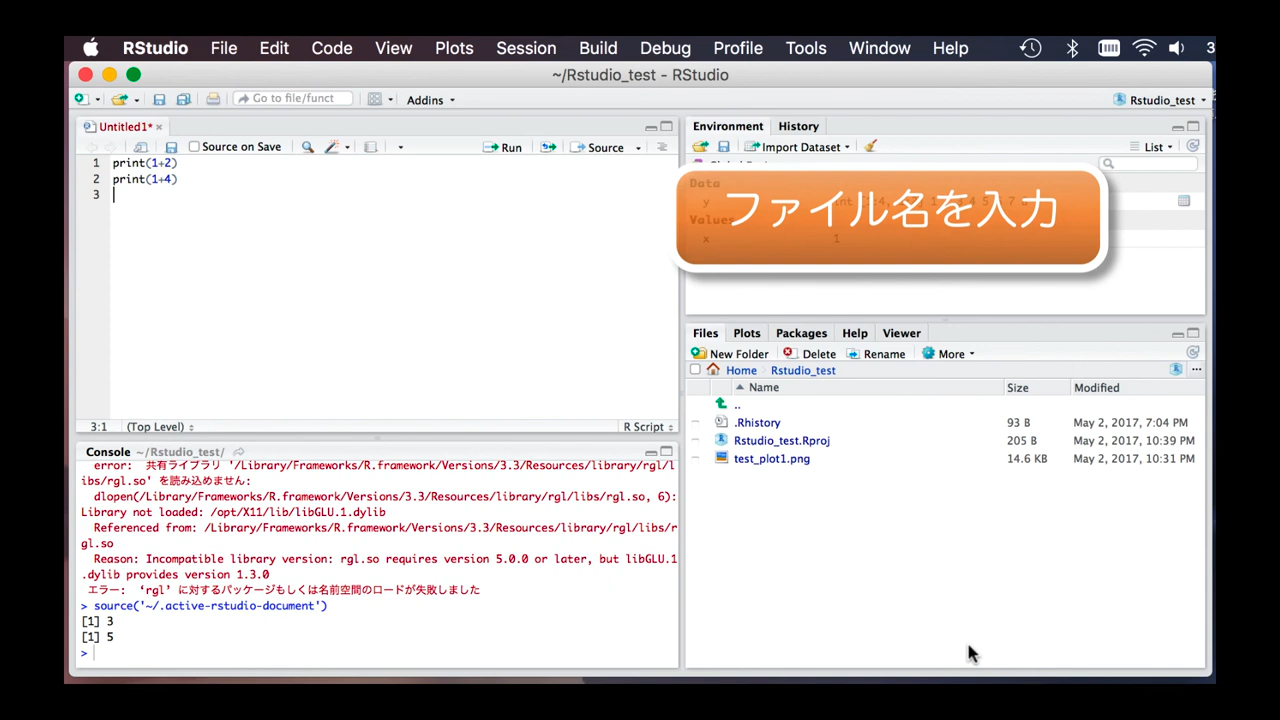 RStudio File Edit Code View Plots Session Build Debug Profile Tools Window Help 3
~/Rstudio_test - RStudio
Go to file/funct Addins Rstudio_test
Untitled1*
Source on Save Run Source
1 print(1+2)
2 print(1+4)
3
3:1 (Top Level) R Script
Console ~/Rstudio_test/
error: 共有ライブラリ '/Library/Frameworks/R.framework/Versions/3.3/Resources/library/rgl/l
ibs/rgl.so' を読み込めません:
dlopen(/Library/Frameworks/R.framework/Versions/3.3/Resources/library/rgl/libs/rgl.so, 6):
Library not loaded: /opt/X11/lib/libGLU.1.dylib
Referenced from: /Library/Frameworks/R.framework/Versions/3.3/Resources/library/rgl/libs/r
gl.so
Reason: Incompatible library version: rgl.so requires version 5.0.0 or later, but libGLU.1
.dylib provides version 1.3.0
エラー: ‘rgl’ に対するパッケージもしくは名前空間のロードが失敗しました
> source('~/.active-rstudio-document')
[1] 3
[1] 5
>
Environment History
Import Dataset List
Data
y
Values
x 1
ファイル名を入力
Files Plots Packages Help Viewer
New Folder Delete Rename More
Home Rstudio_test ...
Name Size Modified
..
.Rhistory 93 B May 2, 2017, 7:04 PM
Rstudio_test.Rproj 205 B May 2, 2017, 10:39 PM
test_plot1.png 14.6 KB May 2, 2017, 10:31 PM